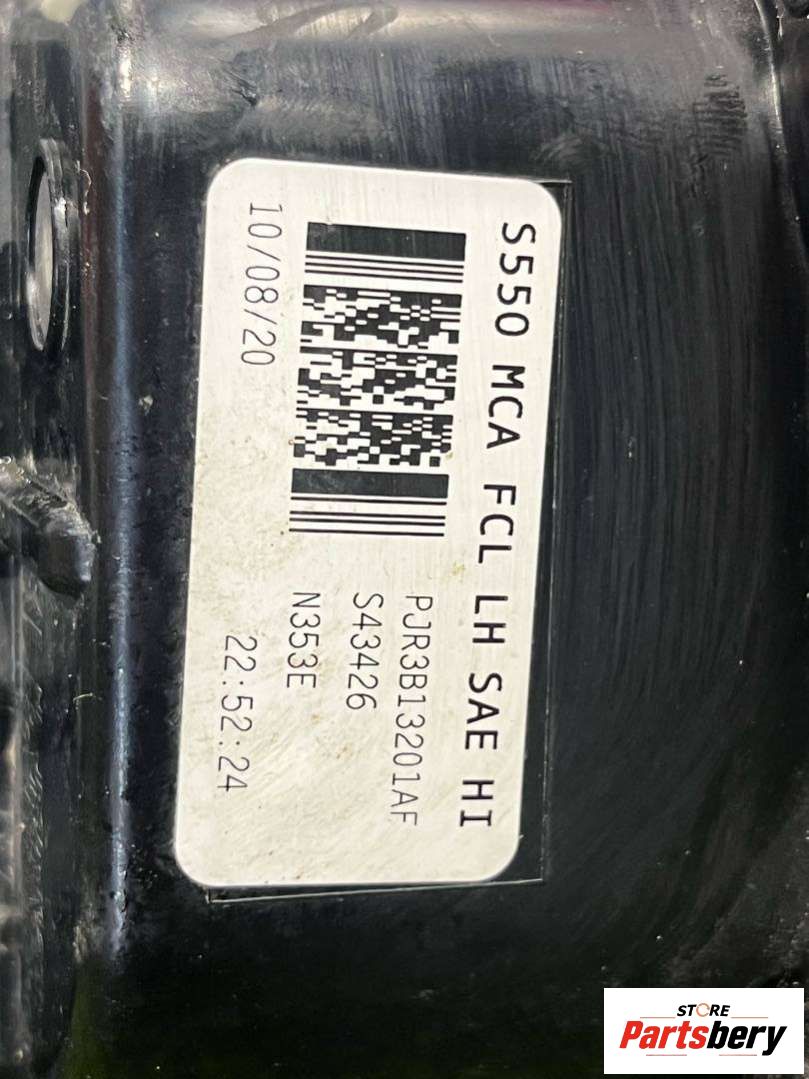 S550 MCA FCL LH SAE HI
PJR3B13201AF
S43426
N353E
10/08/20
22:52:24
STORE
Partsbery